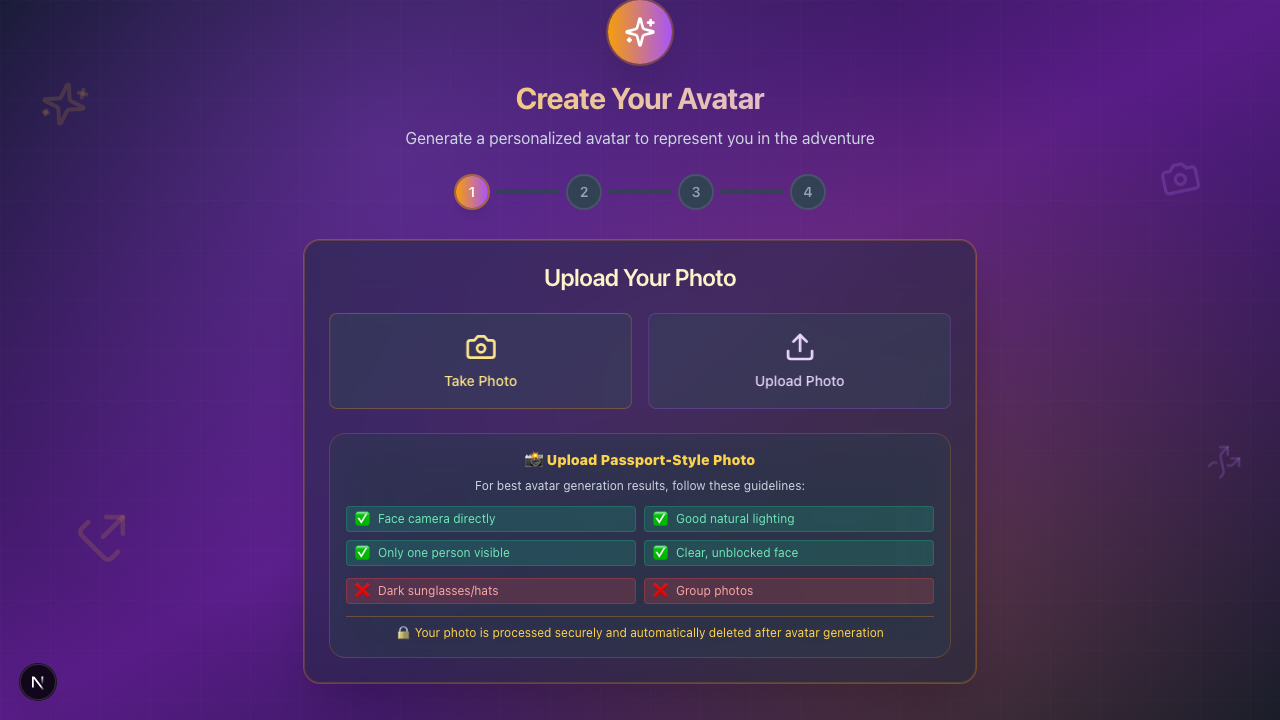 Create Your Avatar
Generate a personalized avatar to represent you in the adventure
1 2 3 4
Upload Your Photo
Take Photo
Upload Photo
📸 Upload Passport-Style Photo
For best avatar generation results, follow these guidelines:
✅ Face camera directly
✅ Good natural lighting
✅ Only one person visible
✅ Clear, unblocked face
❌ Dark sunglasses/hats
❌ Group photos
🔒 Your photo is processed securely and automatically deleted after avatar generation
N